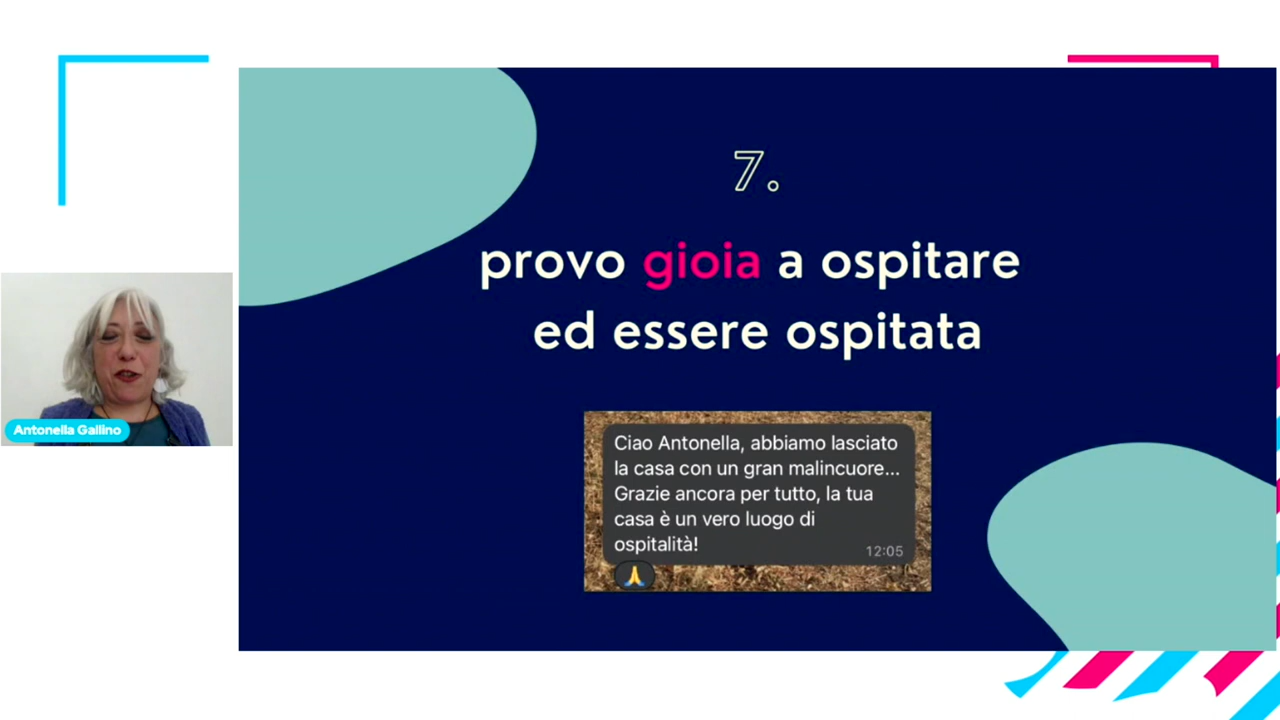 7.
provo gioia a ospitare
ed essere ospitata
Ciao Antonella, abbiamo lasciato
la casa con un gran malincuore...
Grazie ancora per tutto, la tua
casa è un vero luogo di
ospitalità!
12:05
Antonella Gallino